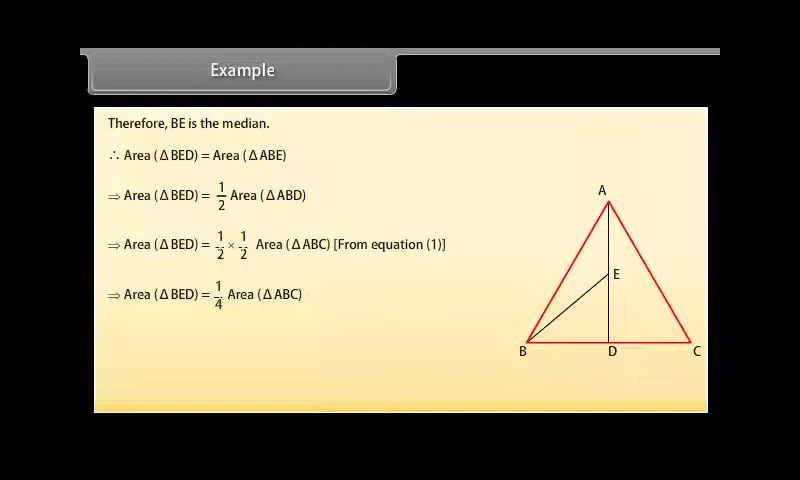 Example
Therefore, BE is the median.
∴ Area (Δ BED) = Area (Δ ABE)
⇒ Area (Δ BED) = 1/2 Area (Δ ABD)
⇒ Area (Δ BED) = 1/2 × 1/2 Area (Δ ABC) [From equation (1)]
⇒ Area (Δ BED) = 1/4 Area (Δ ABC)
A
E
B D C